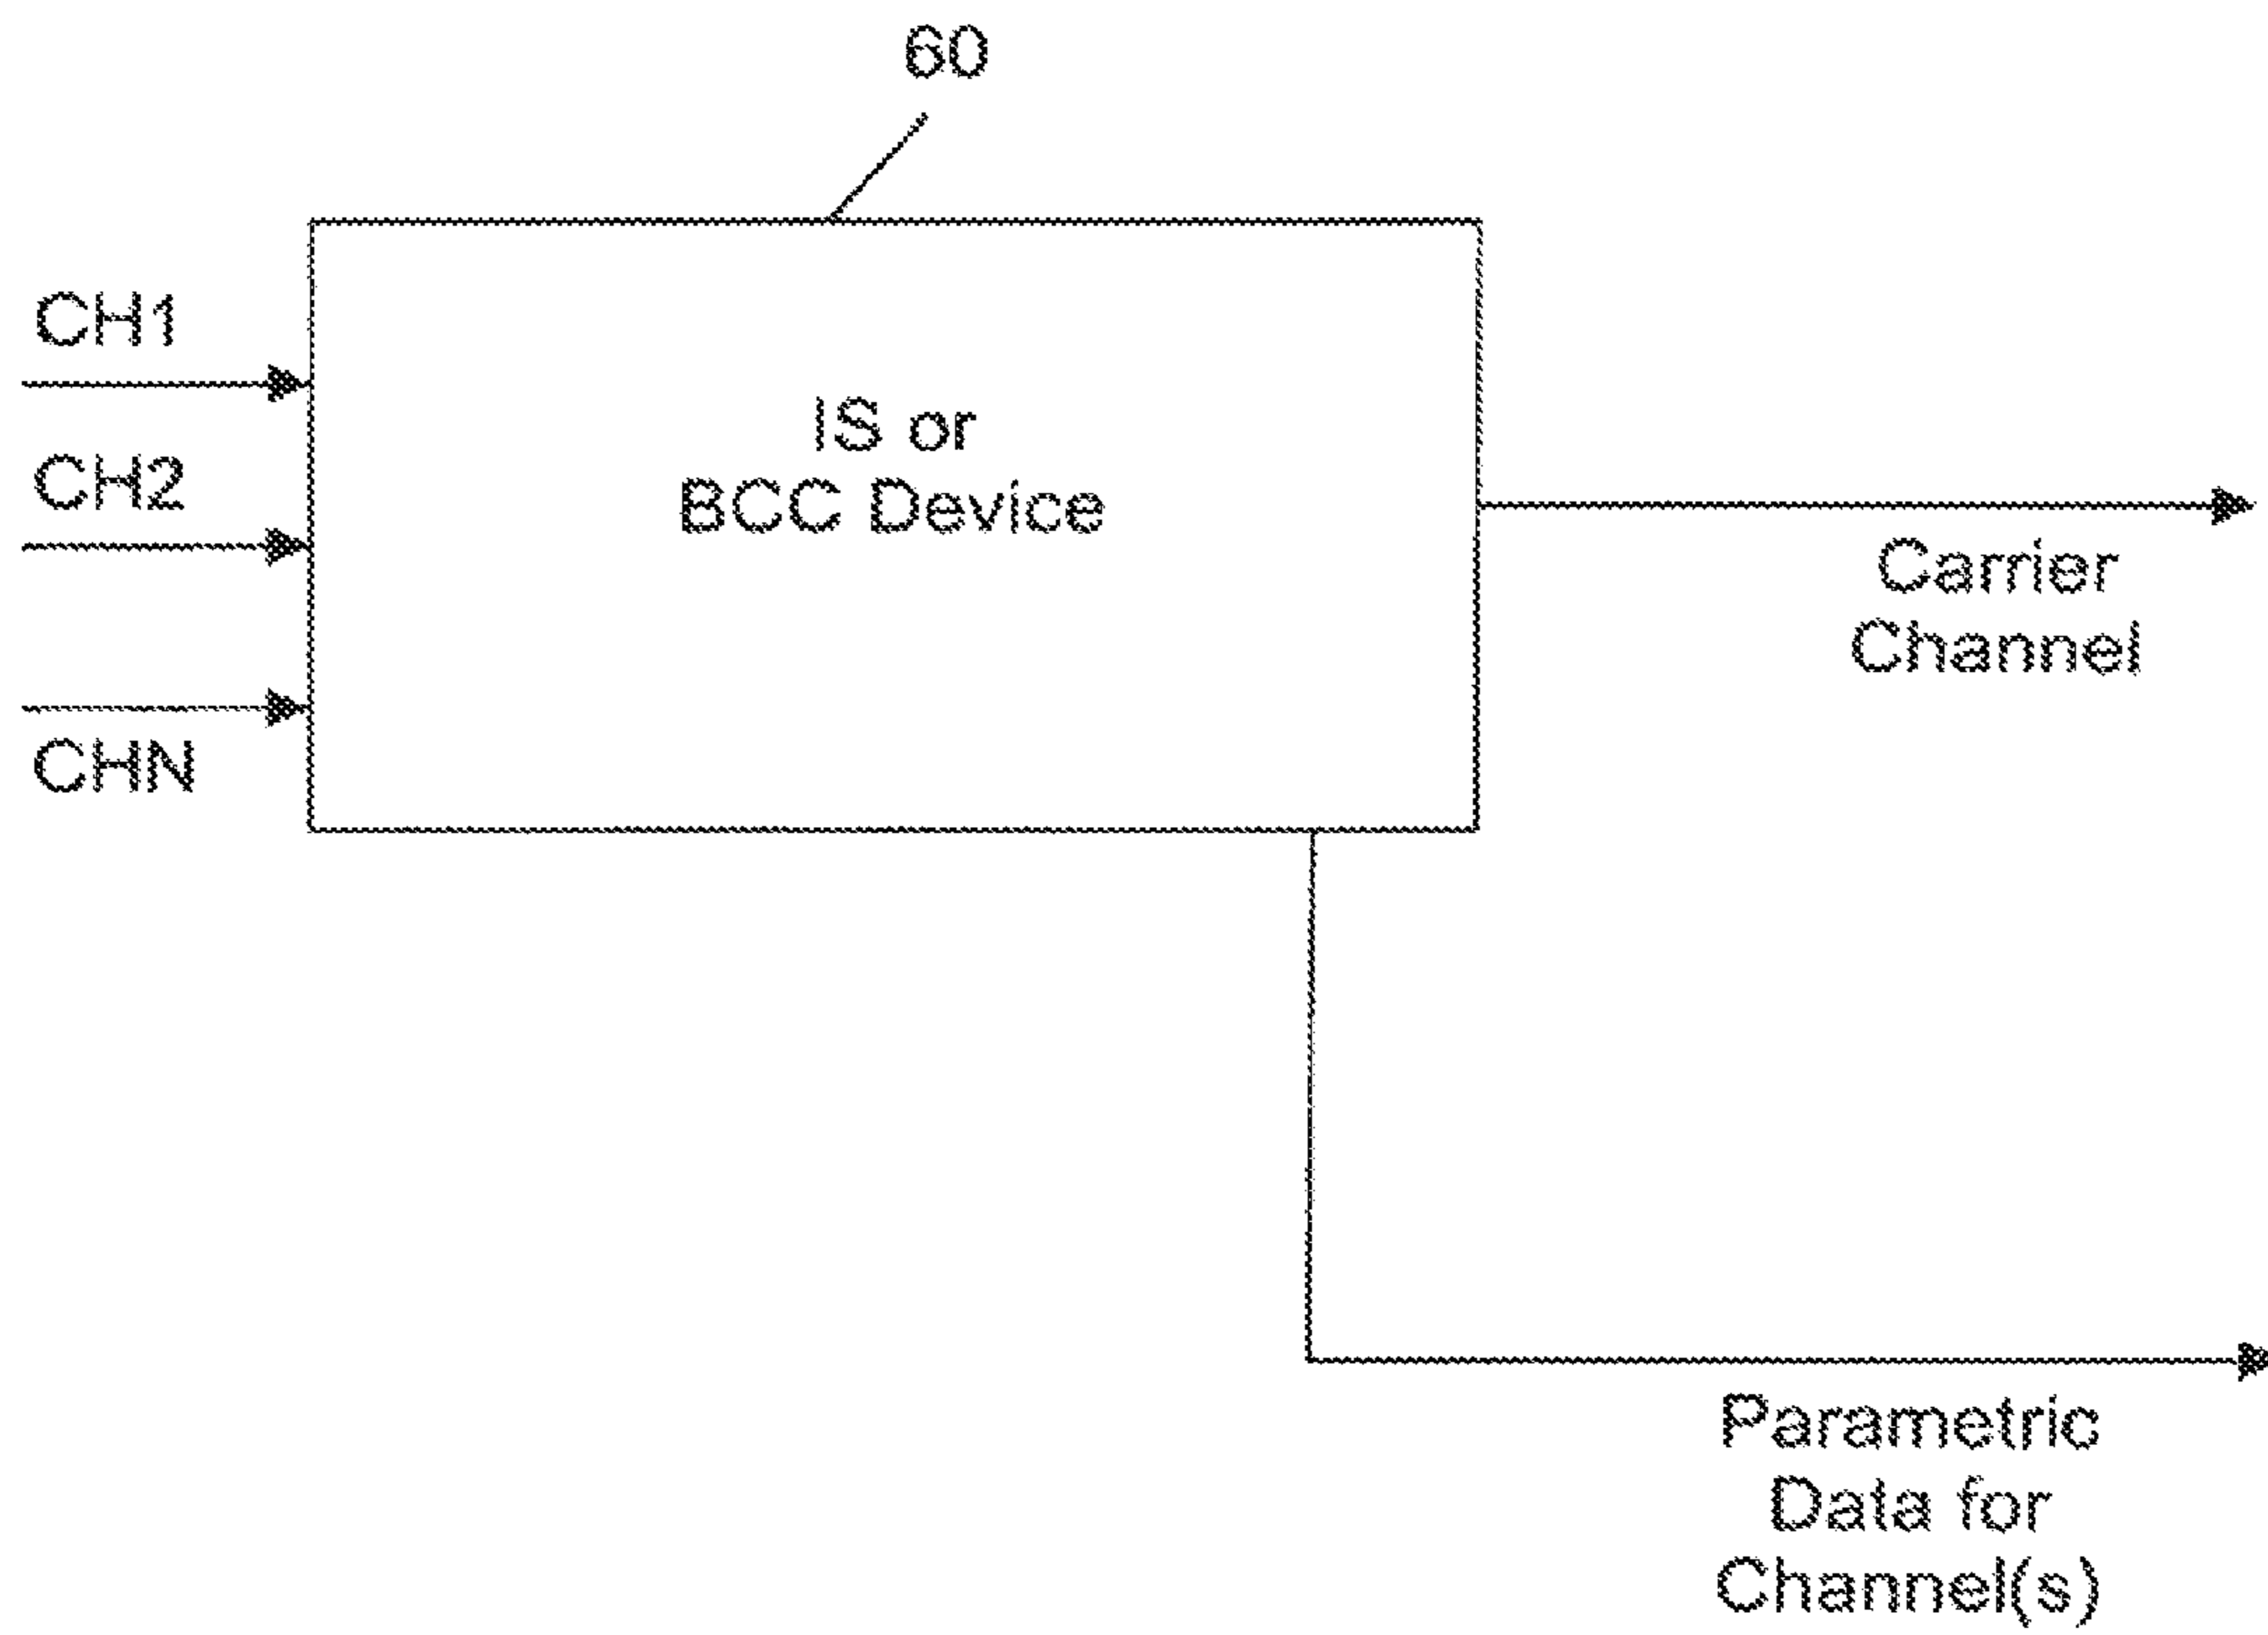 60
CH1
CH2
CHN
IS or
BCC Device
Carrier
Channel
Parametric
Data for
Channel(s)